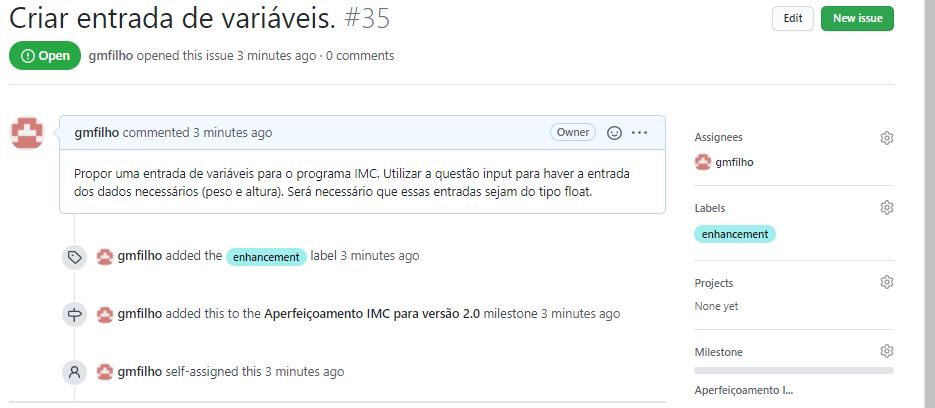 Criar entrada de variáveis. #35
Edit
New issue
Open
gmfilho opened this issue 3 minutes ago · 0 comments
gmfilho commented 3 minutes ago
Owner
Propor uma entrada de variáveis para o programa IMC. Utilizar a questão input para haver a entrada
dos dados necessários (peso e altura). Será necessário que essas entradas sejam do tipo float.
gmfilho added the enhancement label 3 minutes ago
gmfilho added this to the Aperfeiçoamento IMC para versão 2.0 milestone 3 minutes ago
gmfilho self-assigned this 3 minutes ago
Assignees
gmfilho
Labels
enhancement
Projects
None yet
Milestone
Aperfeiçoamento I...